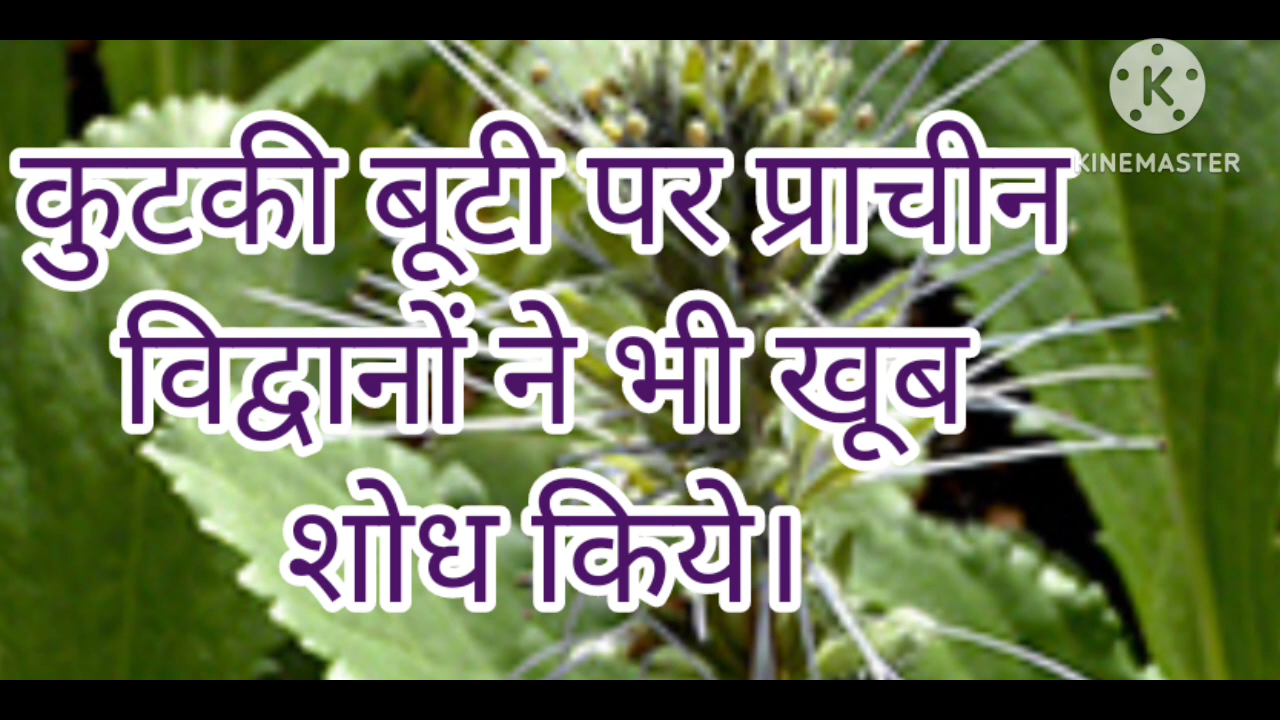 कुटकी बूटी पर प्राचीन
विद्वानों ने भी खूब
शोध किये।
K
KINEMASTER